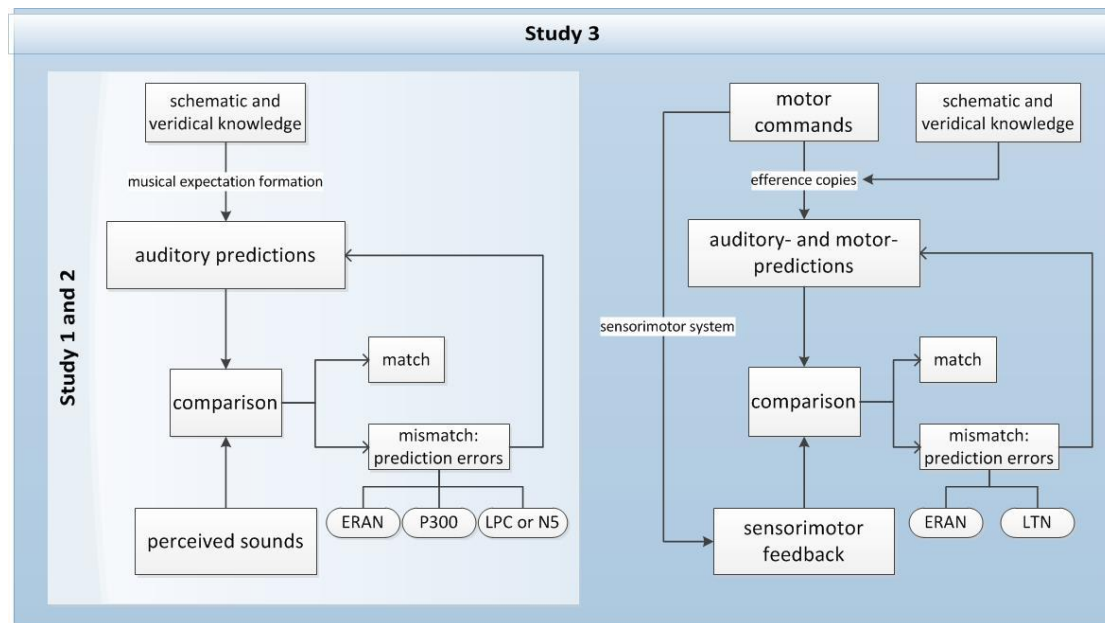 Study 3
Study 1 and 2
schematic and
veridical knowledge
musical expectation formation
auditory predictions
comparison
match
mismatch:
prediction errors
ERAN
P300
LPC or N5
perceived sounds
motor
commands
schematic and
veridical knowledge
efference copies
auditory- and motor-
predictions
sensorimotor system
comparison
match
mismatch:
prediction errors
ERAN
LTN
sensorimotor
feedback